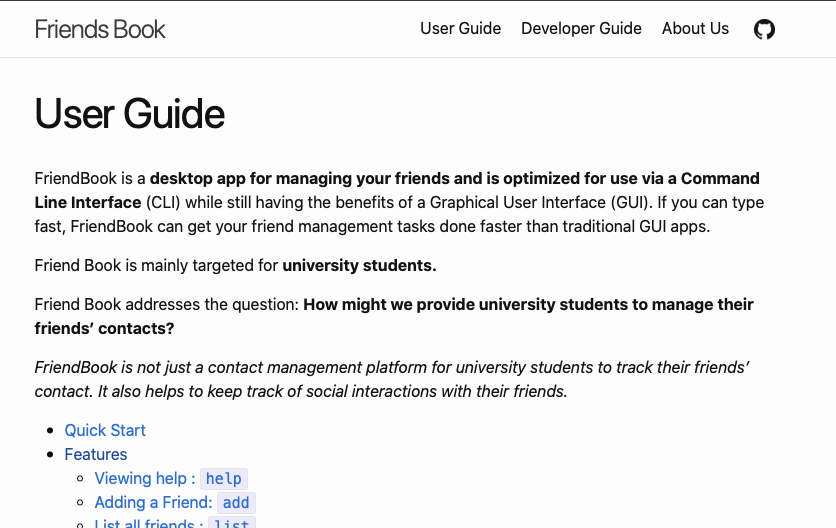 Friends Book
User Guide Developer Guide About Us
User Guide
FriendBook is a desktop app for managing your friends and is optimized for use via a Command
Line Interface (CLI) while still having the benefits of a Graphical User Interface (GUI). If you can type
fast, FriendBook can get your friend management tasks done faster than traditional GUI apps.
Friend Book is mainly targeted for university students.
Friend Book addresses the question: How might we provide university students to manage their
friends’ contacts?
FriendBook is not just a contact management platform for university students to track their friends’
contact. It also helps to keep track of social interactions with their friends.
Quick Start
Features
Viewing help : help
Adding a Friend: add
List all friends : list